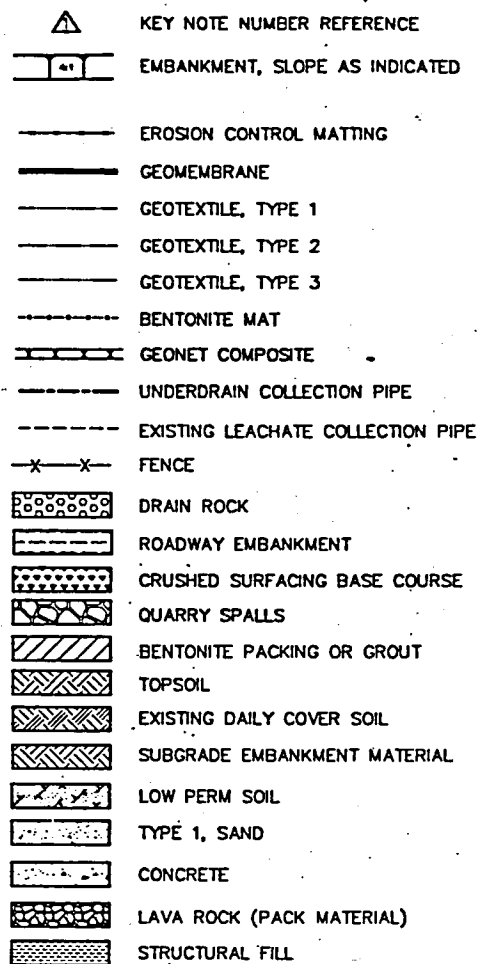 KEY NOTE NUMBER REFERENCE
EMBANKMENT, SLOPE AS INDICATED
EROSION CONTROL MATTING
GEOMEMBRANE
GEOTEXTILE, TYPE 1
GEOTEXTILE, TYPE 2
GEOTEXTILE, TYPE 3
BENTONITE MAT
GEONET COMPOSITE
UNDERDRAIN COLLECTION PIPE
EXISTING LEACHATE COLLECTION PIPE
FENCE
DRAIN ROCK
ROADWAY EMBANKMENT
CRUSHED SURFACING BASE COURSE
QUARRY SPALLS
BENTONITE PACKING OR GROUT
TOPSOIL
EXISTING DAILY COVER SOIL
SUBGRADE EMBANKMENT MATERIAL
LOW PERM SOIL
TYPE 1, SAND
CONCRETE
LAVA ROCK (PACK MATERIAL)
STRUCTURAL FILL